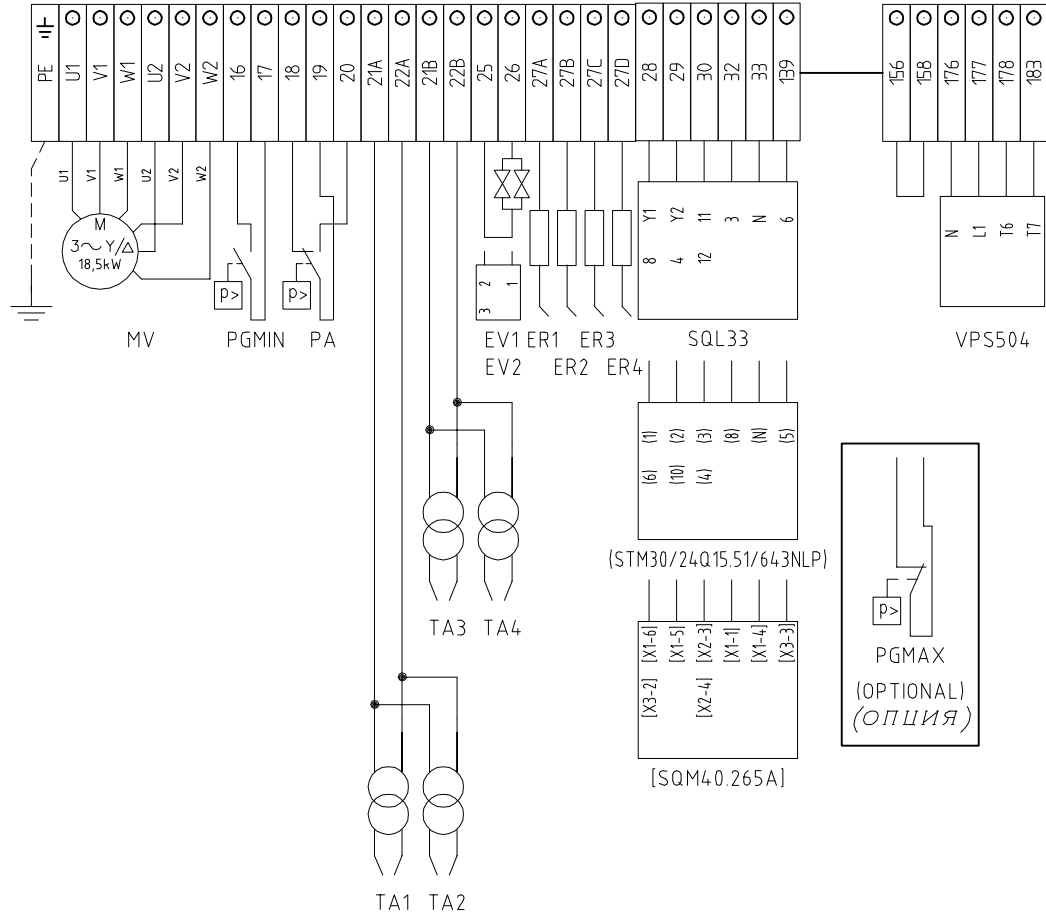 PE U1 V1 W1 U2 V2 W2 16 17 18 19 20 21A 22A 21B 22B 25 26 27A 27B 27C 27D 28 29 30 32 33 139 156 158 176 177 178 183
U1 V1 W1 U2 V2 W2
M
3~ Y/Δ
18,5kW
P>
P>
2 1
3
Y1 Y2 11 3 N 6
8 4 12
N L1 T6 T7
MV PGMIN PA EV1 ER1 ER3 SQL33 VPS504
EV2 ER2 ER4
(1) (2) (3) (8) (N) (5)
(6) (10) (4)
(STM30/24Q15.51/643NLP)
TA3 TA4
P>
PGMAX
(OPTIONAL)
(ОПЦИЯ)
[X1-6] [X1-5] [X2-3] [X1-1] [X1-4] [X3-3]
[X3-2] [X2-4]
[SQM40.265A]
TA1 TA2